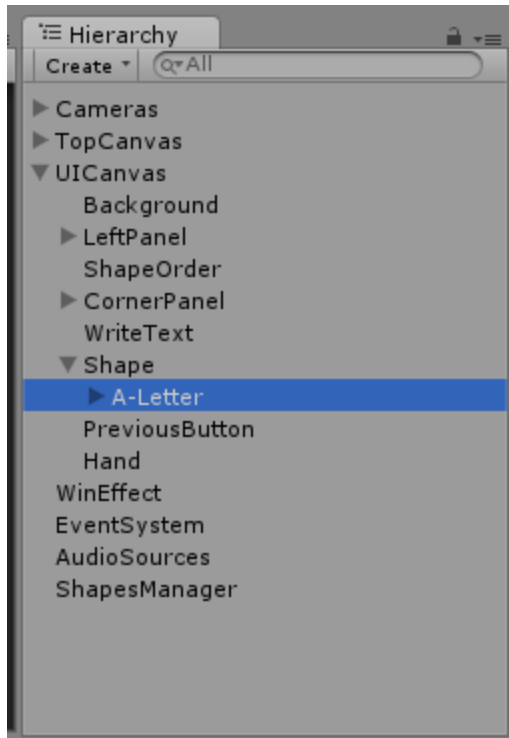 Hierarchy
Create All
Cameras
TopCanvas
UICanvas
Background
LeftPanel
ShapeOrder
CornerPanel
WriteText
Shape
A-Letter
PreviousButton
Hand
WinEffect
EventSystem
AudioSources
ShapesManager